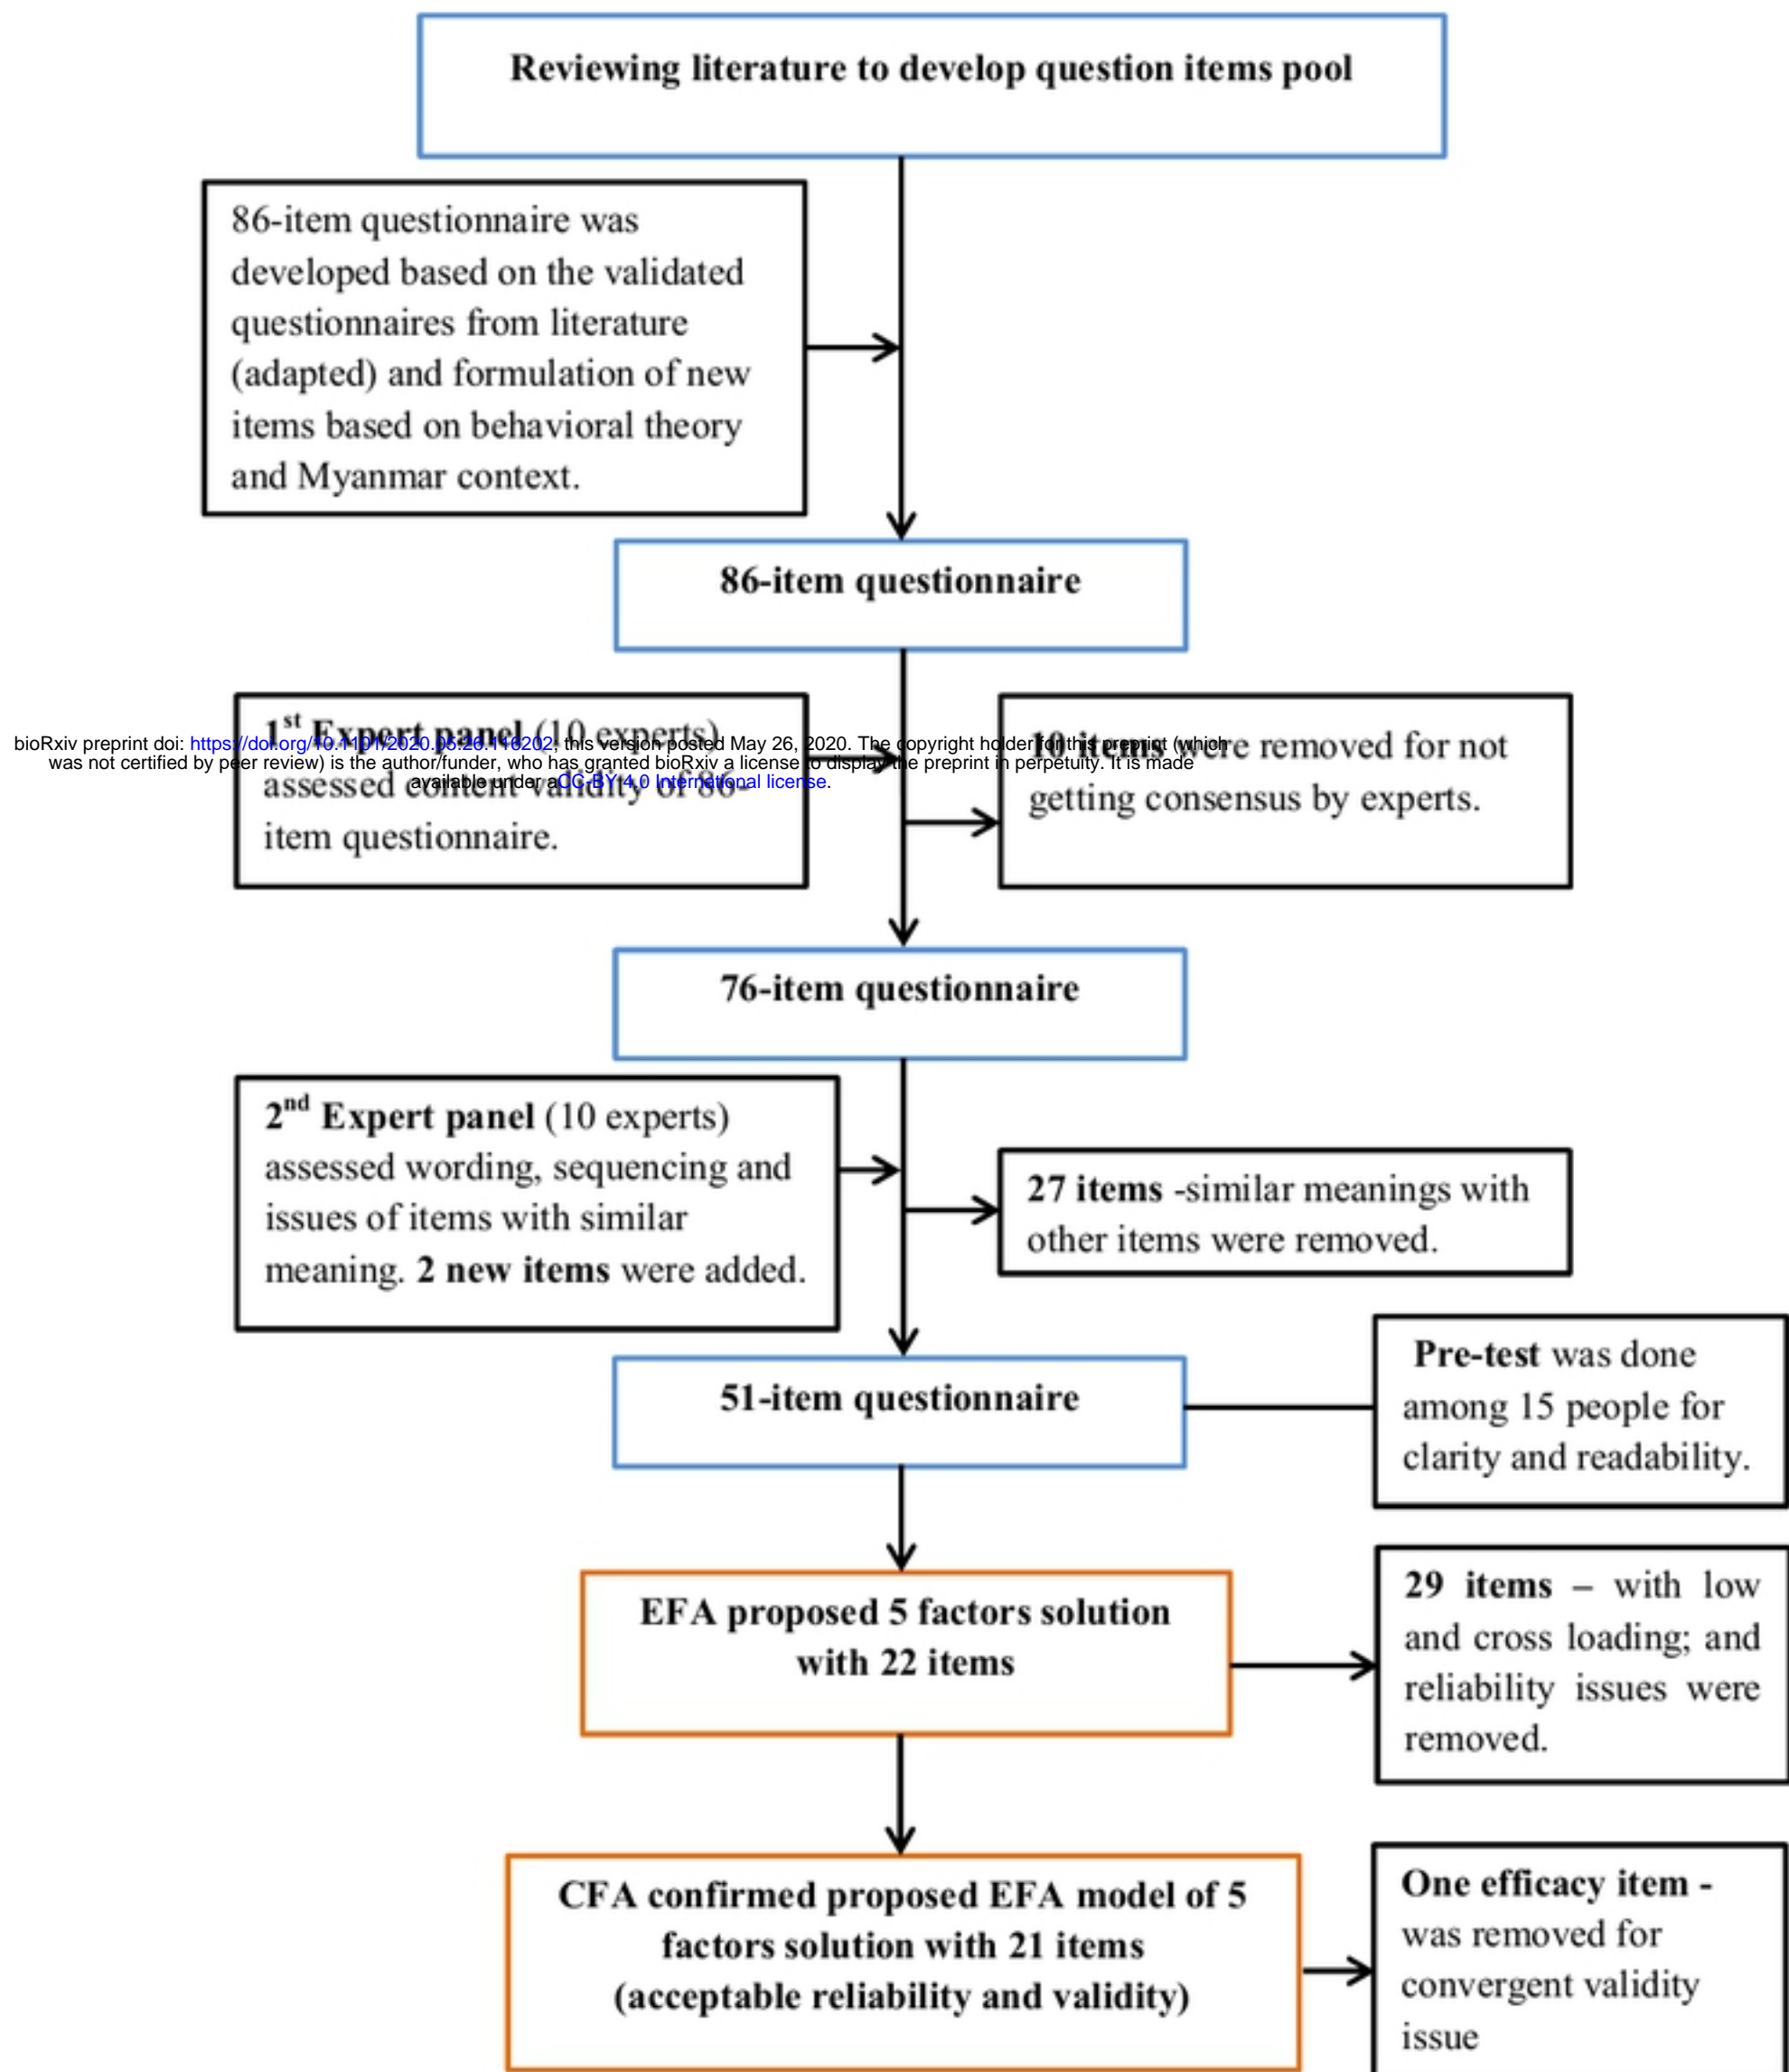 Reviewing literature to develop question items pool
86-item questionnaire was
developed based on the validated
questionnaires from literature
(adapted) and formulation of new
items based on behavioral theory
and Myanmar context.
86-item questionnaire
1st Expert panel (10 experts)
assessed content validity of 86-
item questionnaire.
10 items were removed for not
getting consensus by experts.
bioRxiv preprint doi: https://doi.org/10.1101/2020.05.26.116202; this version posted May 26, 2020. The copyright holder for this preprint (which
was not certified by peer review) is the author/funder, who has granted bioRxiv a license to display the preprint in perpetuity. It is made
available under aCC-BY 4.0 International license.
76-item questionnaire
2nd Expert panel (10 experts)
assessed wording, sequencing and
issues of items with similar
meaning. 2 new items were added.
27 items -similar meanings with
other items were removed.
51-item questionnaire
Pre-test was done
among 15 people for
clarity and readability.
EFA proposed 5 factors solution
with 22 items
29 items – with low
and cross loading; and
reliability issues were
removed.
CFA confirmed proposed EFA model of 5
factors solution with 21 items
(acceptable reliability and validity)
One efficacy item -
was removed for
convergent validity
issue